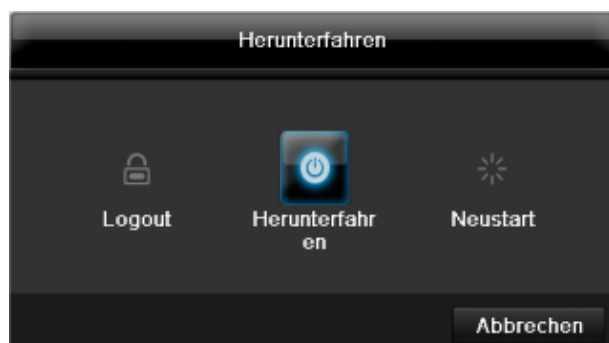 Herunterfahren
Logout
Herunterfahr
en
Neustart
Abbrechen